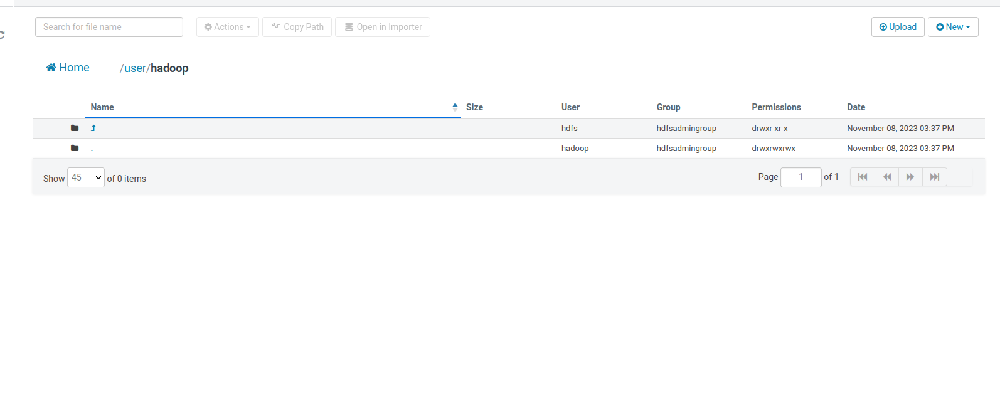 Search for file name Actions Copy Path Open in Importer Upload New
Home /user/hadoop
Name Size User Group Permissions Date
hdfs hdfsadmingroup drwxr-xr-x November 08, 2023 03:37 PM
. hadoop hdfsadmingroup drwxrwxrwx November 08, 2023 03:37 PM
Show 45 of 0 items Page 1 of 1